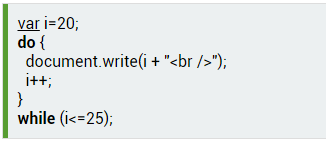 var i=20;
do {
  document.write(i + "<br />");
  i++;
}
while (i<=25);